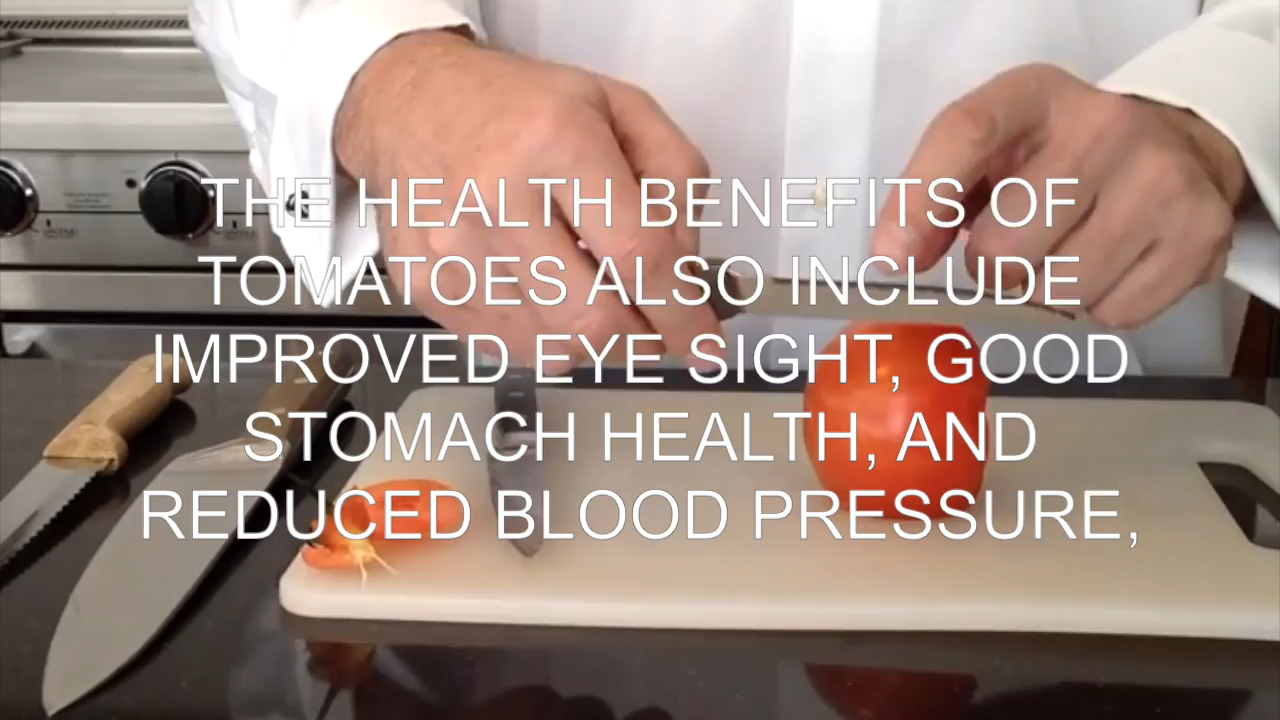 THE HEALTH BENEFITS OF
TOMATOES ALSO INCLUDE
IMPROVED EYE SIGHT, GOOD
STOMACH HEALTH, AND
REDUCED BLOOD PRESSURE,